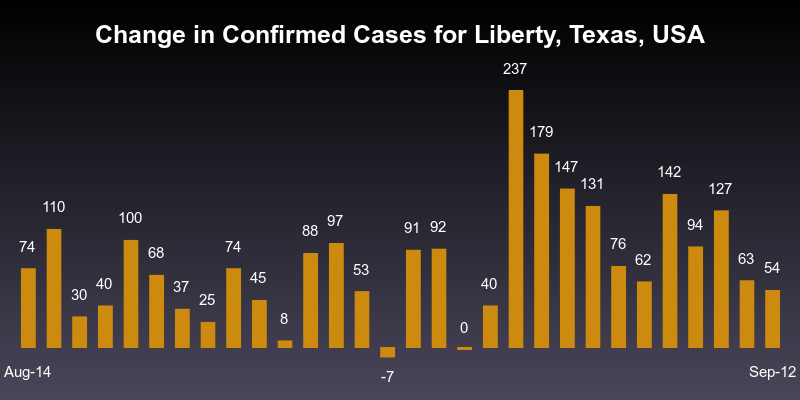 Change in Confirmed Cases for Liberty, Texas, USA
74 110 30 40 100 68 37 25 74 45 8 88 97 53 -7 91 92 0 40 237 179 147 131 76 62 142 94 127 63 54
Aug-14 Sep-12